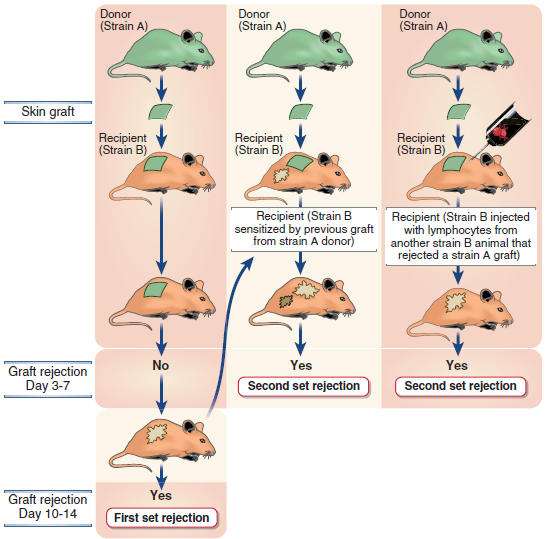 Donor
(Strain A)
Donor
(Strain A)
Donor
(Strain A)
Skin graft
Recipient
(Strain B)
Recipient
(Strain B)
Recipient
(Strain B)
Recipient (Strain B
sensitized by previous graft
from strain A donor)
Recipient (Strain B injected
with lymphocytes from
another strain B animal that
rejected a strain A graft)
Graft rejection
Day 3-7
No
Yes
Second set rejection
Yes
Second set rejection
Graft rejection
Day 10-14
Yes
First set rejection